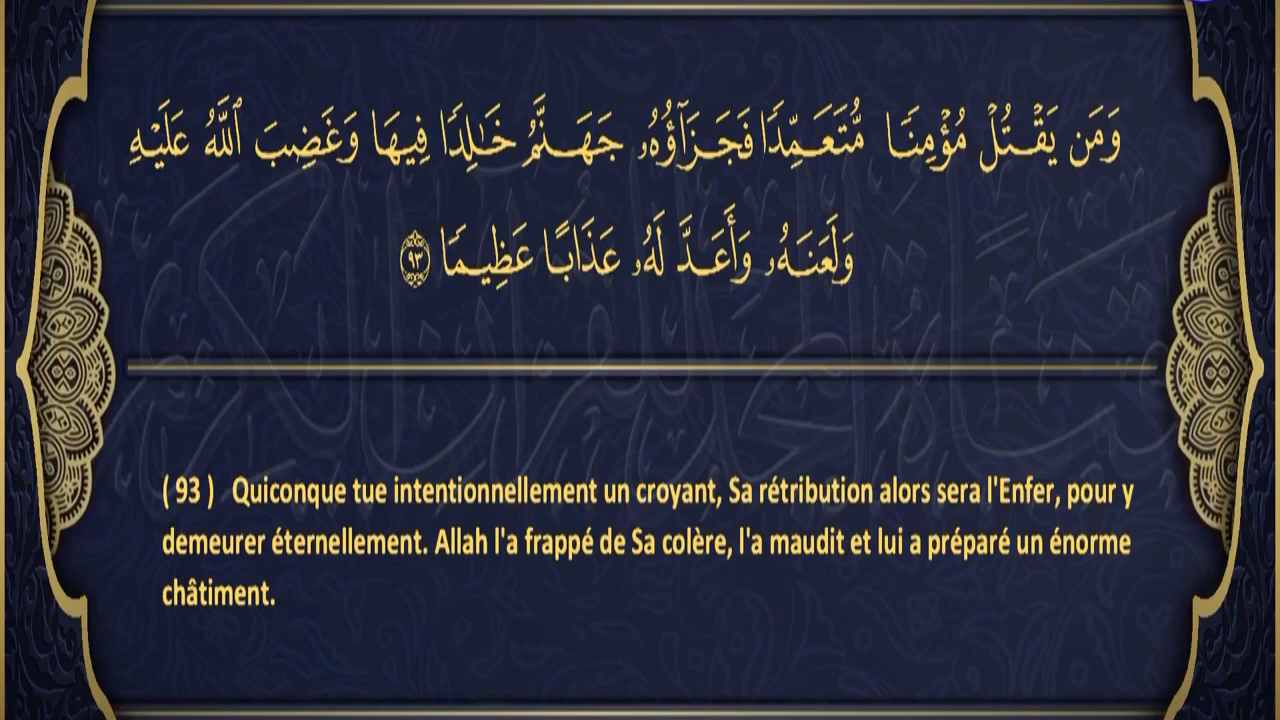 وَمَن يَقۡتُلۡ مُؤۡمِنٗا مُّتَعَمِّدٗا فَجَزَآؤُهُۥ جَهَنَّمُ خَٰلِدٗا فِيهَا وَغَضِبَ ٱللَّهُ عَلَيۡهِ
وَلَعَنَهُۥ وَأَعَدَّ لَهُۥ عَذَابًا عَظِيمٗا ٩٣
( 93 ) Quiconque tue intentionnellement un croyant, Sa rétribution alors sera l'Enfer, pour y
demeurer éternellement. Allah l'a frappé de Sa colère, l'a maudit et lui a préparé un énorme
châtiment.